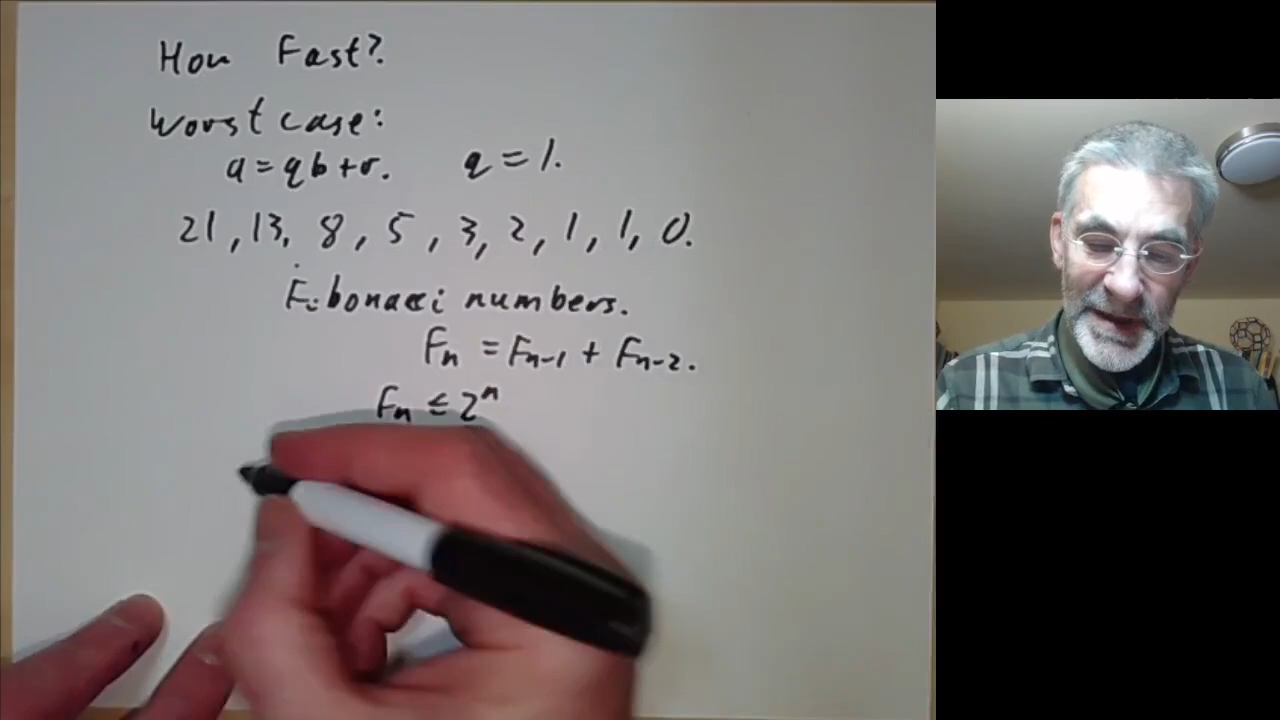 How Fast?
Worst case:
a = qb + r. q = 1.
21, 13, 8, 5, 3, 2, 1, 1, 0.
Fibonacci numbers.
Fₙ = Fₙ₋₁ + Fₙ₋₂.
Fₙ ≤ 2ⁿ